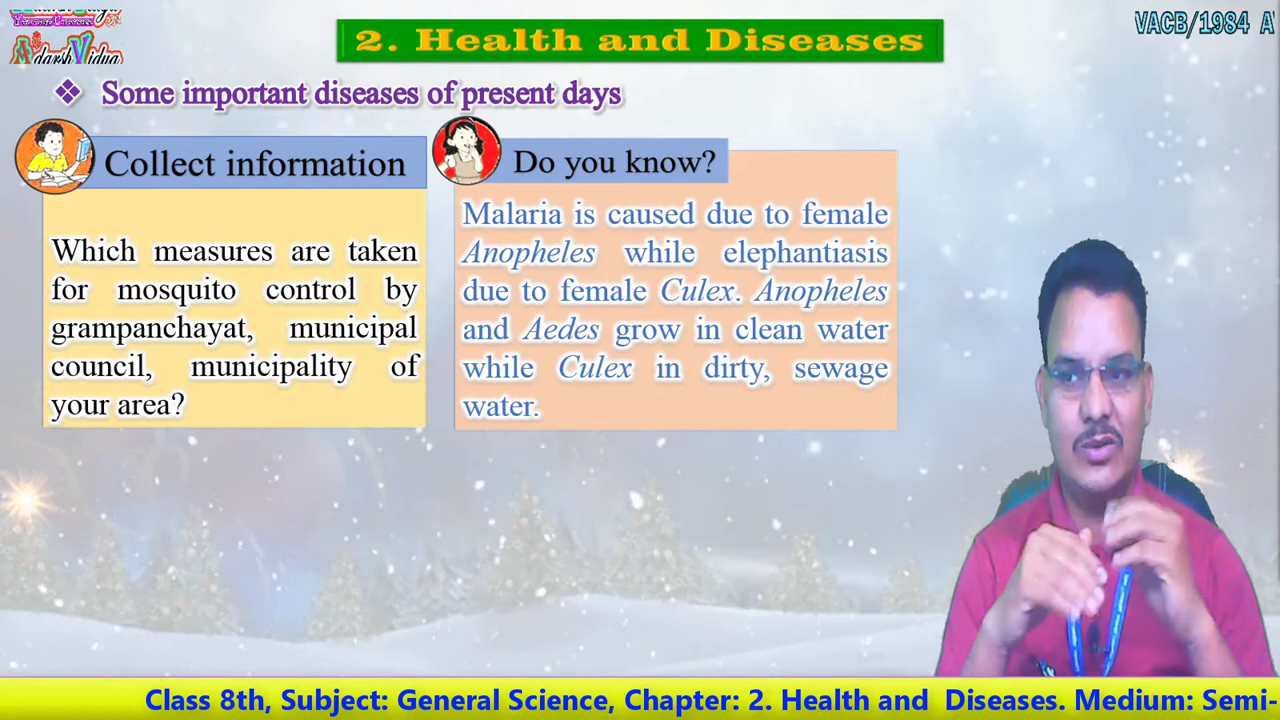 Yamuna Classes
Adarsh Vidya
2. Health and Diseases
VACB/1984 A
❖ Some important diseases of present days
Collect information
Which measures are taken
for mosquito control by
grampanchayat, municipal
council, municipality of
your area?
Do you know?
Malaria is caused due to female
Anopheles while elephantiasis
due to female Culex. Anopheles
and Aedes grow in clean water
while Culex in dirty, sewage
water.
Class 8th, Subject: General Science, Chapter: 2. Health and Diseases. Medium: Semi-